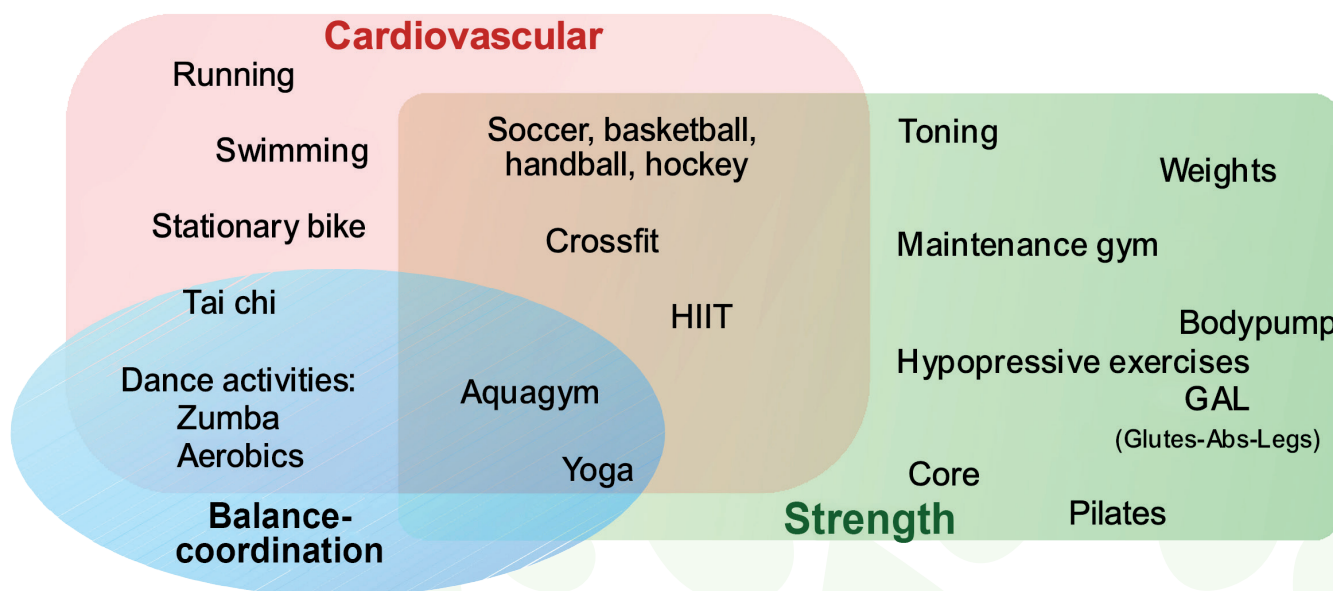 Cardiovascular
Running
Swimming
Stationary bike
Soccer, basketball,
handball, hockey
Crossfit
HIIT
Toning
Weights
Maintenance gym
Bodypump
Hypopressive exercises
GAL
(Glutes-Abs-Legs)
Core
Pilates
Strength
Tai chi
Dance activities:
Zumba
Aerobics
Aquagym
Yoga
Balance-
coordination